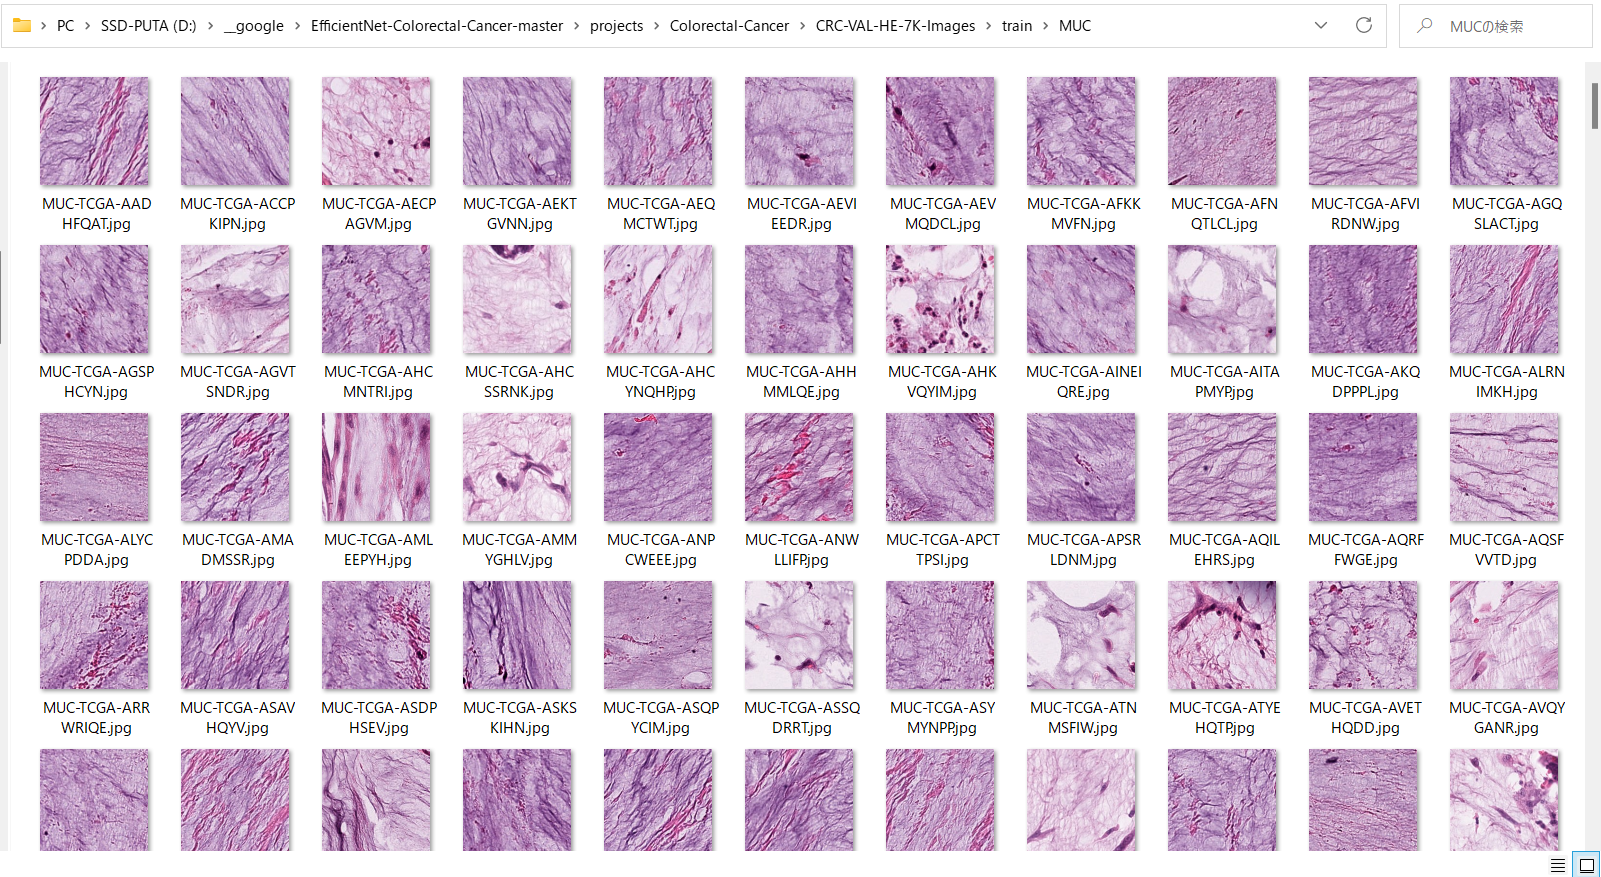 PC > SSD-PUTA (D:) > __google > EfficientNet-Colorectal-Cancer-master > projects > Colorectal-Cancer > CRC-VAL-HE-7K-Images > train > MUC
MUCの検索
MUC-TCGA-AAD MUC-TCGA-ACCP MUC-TCGA-AECP MUC-TCGA-AEKT MUC-TCGA-AEQ MUC-TCGA-AEVI MUC-TCGA-AEV MUC-TCGA-AFKK MUC-TCGA-AFN MUC-TCGA-AFVI MUC-TCGA-AGQ
HFQAT.jpg KIPN.jpg AGVM.jpg GVNN.jpg MCTWT.jpg EEDR.jpg MQDCL.jpg MVFN.jpg QTLCL.jpg RDNW.jpg SLACT.jpg
MUC-TCGA-AGSP MUC-TCGA-AGVT MUC-TCGA-AHC MUC-TCGA-AHC MUC-TCGA-AHC MUC-TCGA-AHH MUC-TCGA-AHK MUC-TCGA-AINEI MUC-TCGA-AITA MUC-TCGA-AKQ MUC-TCGA-ALRN
HCYN.jpg SNDR.jpg MNTRI.jpg SSRNK.jpg YNQHP.jpg MMLQE.jpg VQYIM.jpg QRE.jpg PMYP.jpg DPPPL.jpg IMKH.jpg
MUC-TCGA-ALYC MUC-TCGA-AMA MUC-TCGA-AML MUC-TCGA-AMM MUC-TCGA-ANP MUC-TCGA-ANW MUC-TCGA-APCT MUC-TCGA-APSR MUC-TCGA-AQIL MUC-TCGA-AQRF MUC-TCGA-AQSF
PDDA.jpg DMSSR.jpg EEPYH.jpg YGHLV.jpg CWEEE.jpg LLIFP.jpg TPSI.jpg LDNM.jpg EHRS.jpg FWGE.jpg VVTD.jpg
MUC-TCGA-ARR MUC-TCGA-ASAV MUC-TCGA-ASDP MUC-TCGA-ASKS MUC-TCGA-ASQP MUC-TCGA-ASSQ MUC-TCGA-ASY MUC-TCGA-ATN MUC-TCGA-ATYE MUC-TCGA-AVET MUC-TCGA-AVQY
WRIQE.jpg HQYV.jpg HSEV.jpg KIHN.jpg YCIM.jpg DRRT.jpg MYNPP.jpg MSFIW.jpg HQTP.jpg HQDD.jpg GANR.jpg